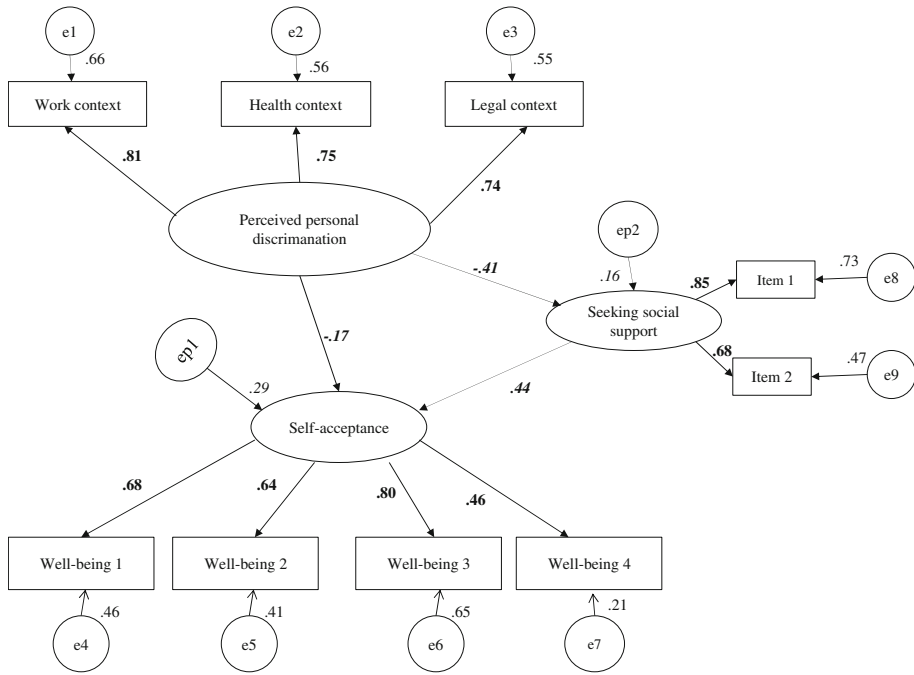 e1
e2
e3
.66
.56
.55
Work context
Health context
Legal context
.81
.75
.74
Perceived personal
discrimanation
ep2
-.41
.16
.85
Item 1
.73
e8
Seeking social
support
-.17
ep1
.68
Item 2
.47
e9
.29
.44
Self-acceptance
.68
.64
.80
.46
Well-being 1
Well-being 2
Well-being 3
Well-being 4
.46
.41
.65
.21
e4
e5
e6
e7